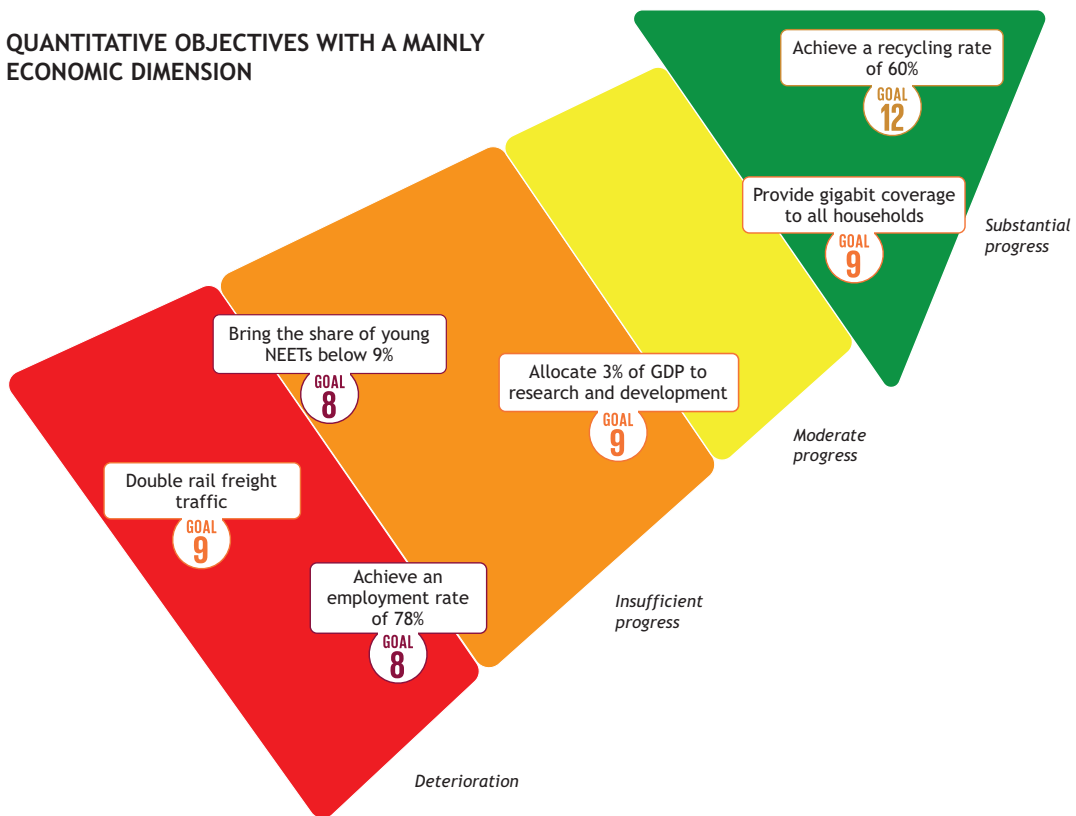 QUANTITATIVE OBJECTIVES WITH A MAINLY
ECONOMIC DIMENSION
Achieve a recycling rate
of 60%
GOAL
12
Provide gigabit coverage
to all households
GOAL
9
Substantial
progress
Bring the share of young
NEETs below 9%
GOAL
8
Allocate 3% of GDP to
research and development
GOAL
9
Moderate
progress
Double rail freight
traffic
GOAL
9
Achieve an
employment rate
of 78%
GOAL
8
Insufficient
progress
Deterioration